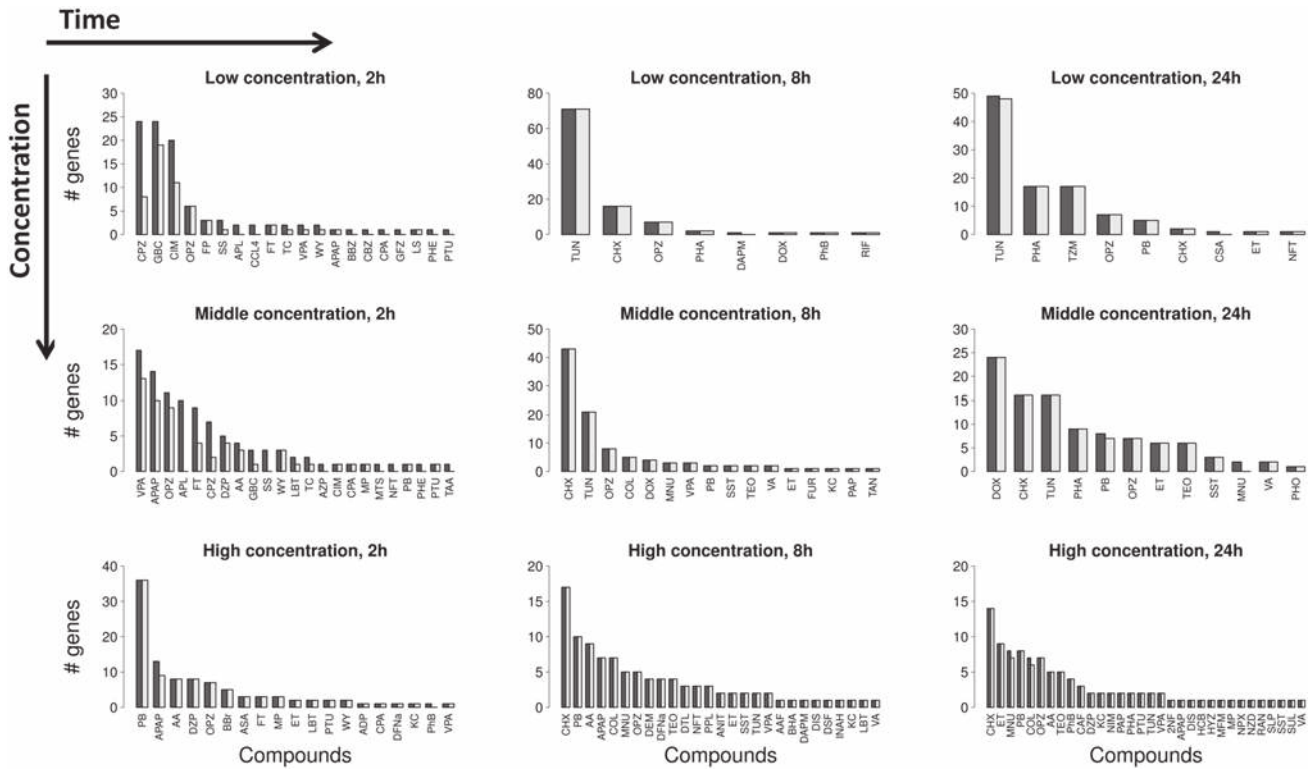 Time
Concentration
Low concentration, 2h
# genes
30
25
20
15
10
5
0
CPZ GBC CIM OPZ FP SS APL CCL4 FT TC VPA WY APAP BBZ CBZ CPA GFZ LS PHE PTU
Low concentration, 8h
80
60
40
20
0
TUN CHX OPZ PHA DAPM DOX PhB RIF
Low concentration, 24h
50
40
30
20
10
0
TUN PHA TZM OPZ PB CHX CSA ET NFT
Middle concentration, 2h
# genes
20
15
10
5
0
VPA APAP OPZ APL FT CPZ DZP AA GBC SS WY LBT TC AZP CIM CPA MP MTS NFT PB PHE PTU TAA
Middle concentration, 8h
50
40
30
20
10
0
CHX TUN OPZ COL DOX MNU VPA PB SST TEO VA ET FUR KC PAP TAN
Middle concentration, 24h
30
25
20
15
10
5
0
DOX CHX TUN PHA PB OPZ ET TEO SST MNU VA PHO
High concentration, 2h
# genes
40
30
20
10
0
PB APAP AA DZP OPZ BBr ASA FT MP ET LBT PTU WY ADP CPA DFNa KC PhB VPA
Compounds
High concentration, 8h
20
15
10
5
0
CHX PB AA APAP COL MNU OPZ DEM DFNa TEO DTL NFT PPL ANIT ET SST TUN VPA AAF BHA DAPM DIS DSF INAH KC LBT VA
Compounds
High concentration, 24h
20
15
10
5
0
CHX ET MNU PB COL OPZ AA TEO PhB CAF DZP KC NIM PAP PHA PTU TUN VPA 2NF APAP DIS HCB HYZ MFM MP NPX NZD RAN SLP SST SUL VA
Compounds